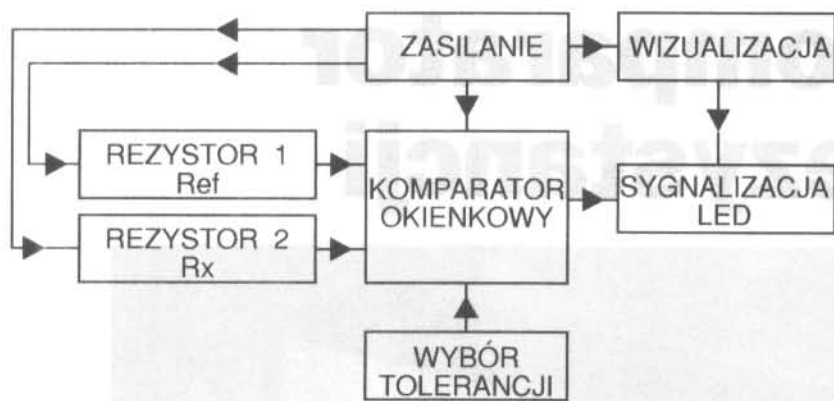 ZASILANIE
WIZUALIZACJA
REZYSTOR 1
Ref
KOMPARATOR
OKIENKOWY
SYGNALIZACJA
LED
REZYSTOR 2
Rx
WYBÓR
TOLERANCJI